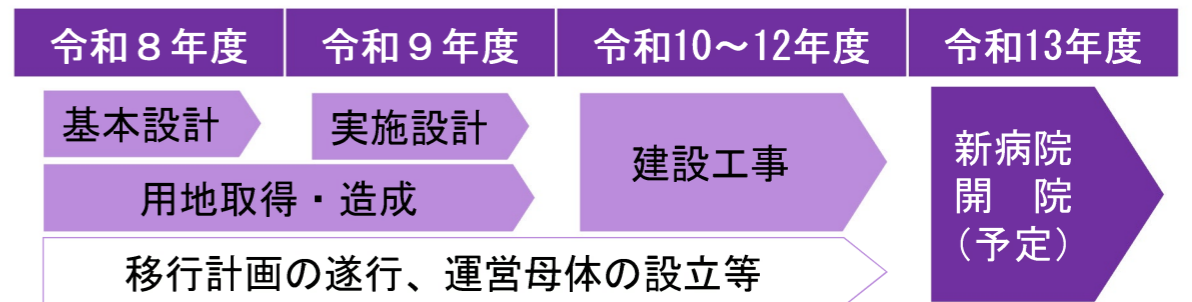 令和８年度
令和９年度
令和10～12年度
令和13年度
基本設計
実施設計
用地取得・造成
建設工事
移行計画の遂行、運営母体の設立等
新病院
開　院
(予定)